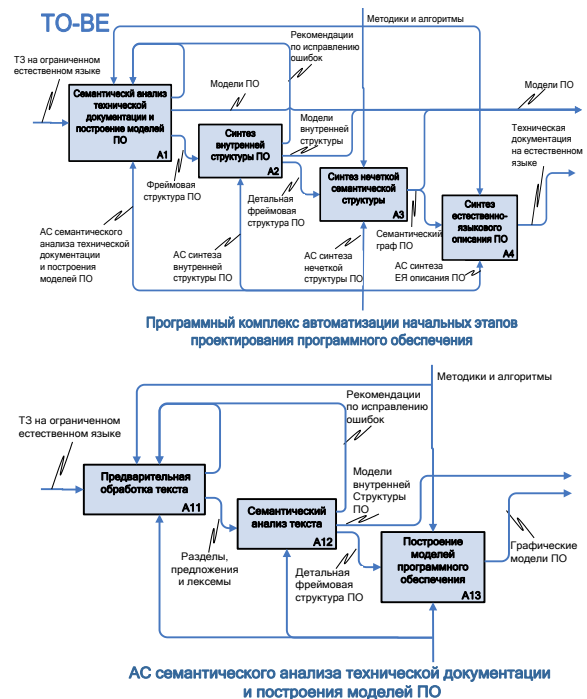 TO-BE
Методики и алгоритмы
ТЗ на ограниченном
естественном языке
Рекомендации
по исправлению
ошибок
Семантическй анализ
технической
документации и
построение моделей
ПО
A1
Модели ПО
Модели ПО
Синтез
внутренней
структуры ПО
A2
Модели
внутренней
структуры
Техническая
документация
на естественном
языке
Фреймовая
структура ПО
Синтез нечеткой
семантической
структуры
A3
Детальная
фреймовая
структура ПО
Синтез
естественно-
языкового
описания ПО
A4
АС семантического
анализа технической
документации
и построения
моделей ПО
АС синтеза
внутренней
структуры ПО
АС синтеза
нечеткой
структуры ПО
Семантический
граф ПО
АС синтеза
ЕЯ описания ПО
Программный комплекс автоматизации начальных этапов
проектирования программного обеспечения
Методики и алгоритмы
ТЗ на ограниченном
естественном языке
Рекомендации
по исправлению
ошибок
Предварительная
обработка текста
A11
Модели
внутренней
Структуры
ПО
Семантический
анализ текста
A12
Разделы,
предложения
и лексемы
Детальная
фреймовая
структура ПО
Построение
моделей
программного
обеспечения
A13
Графические
модели ПО
АС семантического анализа технической документации
и построения моделей ПО